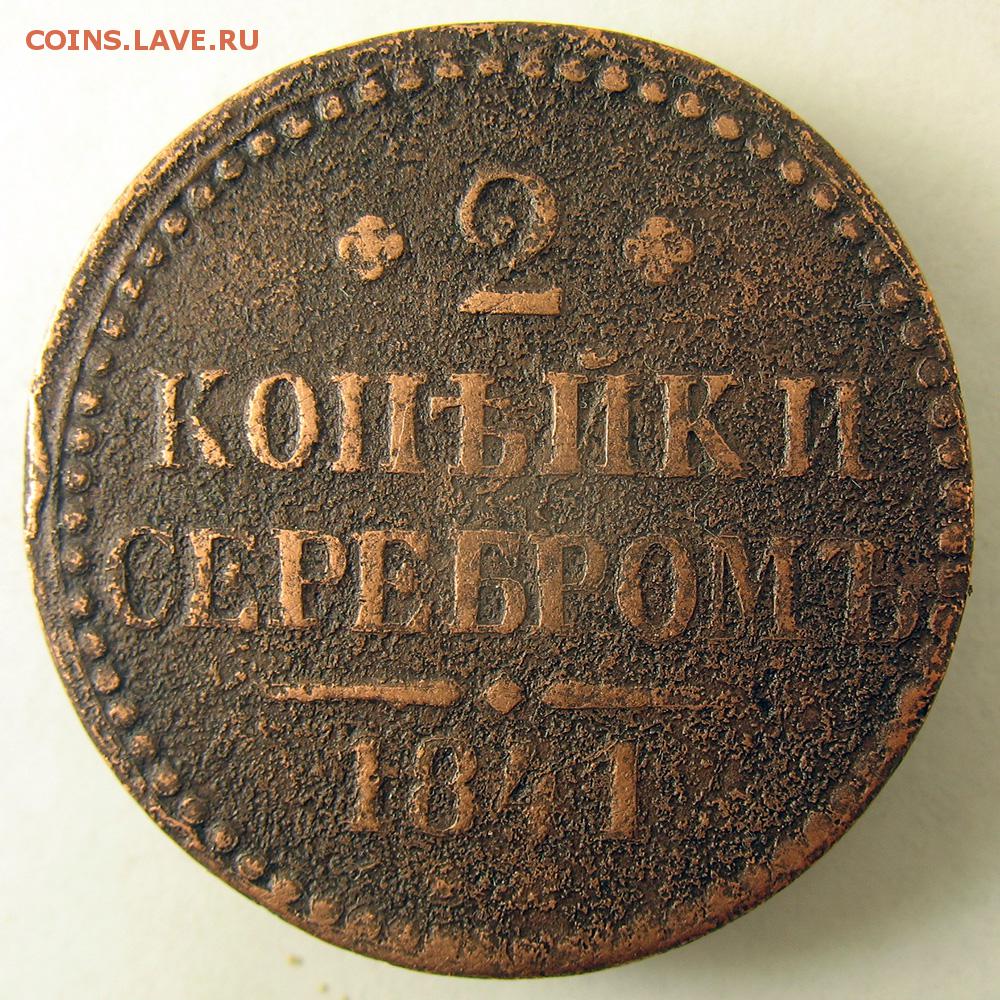 COINS.LAVE.RU
2
КОПѢЙКИ
СЕРЕБРОМЪ
1841